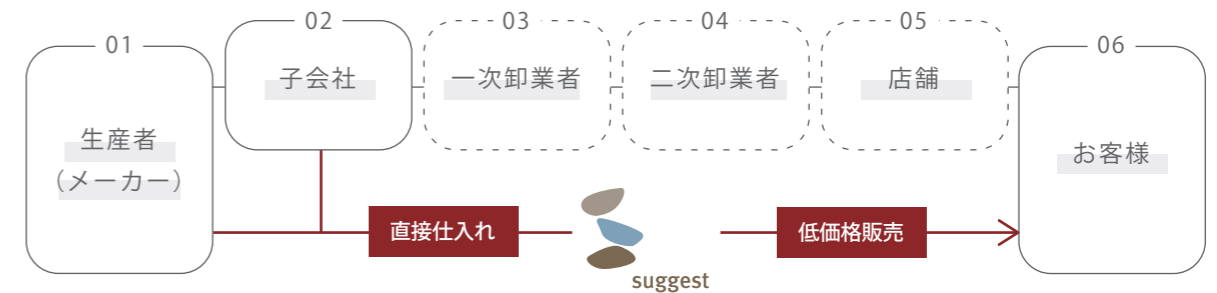 01
生産者
（メーカー）
02
子会社
03
一次卸業者
04
二次卸業者
05
店舗
06
お客様
直接仕入れ
suggest
低価格販売